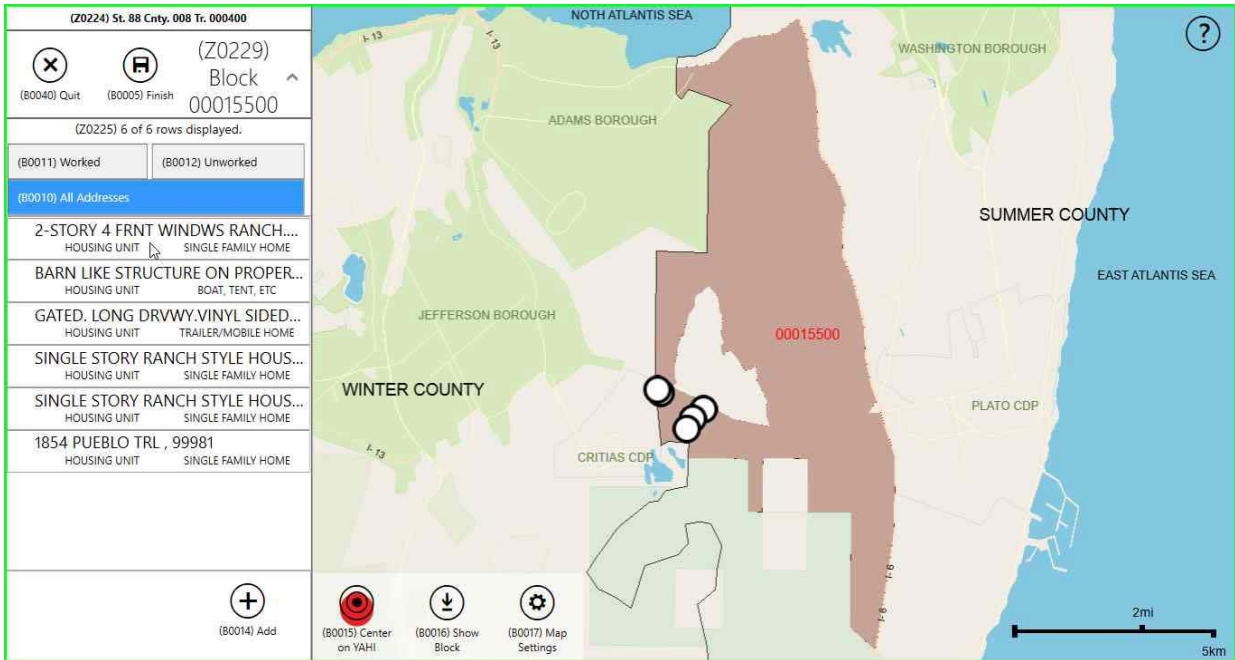 (Z0224) St. 88 Cnty. 008 Tr. 000400
(B0040) Quit
(B0005) Finish
(Z0229)
Block
00015500
(Z0225) 6 of 6 rows displayed.
(B0011) Worked
(B0012) Unworked
(B0010) All Addresses
2-STORY 4 FRNT WINDWS RANCH....
HOUSING UNIT SINGLE FAMILY HOME
BARN LIKE STRUCTURE ON PROPER...
HOUSING UNIT BOAT, TENT, ETC
GATED. LONG DRVWY.VINYL SIDED...
HOUSING UNIT TRAILER/MOBILE HOME
SINGLE STORY RANCH STYLE HOUS...
HOUSING UNIT SINGLE FAMILY HOME
SINGLE STORY RANCH STYLE HOUS...
HOUSING UNIT SINGLE FAMILY HOME
1854 PUEBLO TRL , 99981
HOUSING UNIT SINGLE FAMILY HOME
(B0014) Add
NOTH ATLANTIS SEA
I- 13
I- 13
?
WASHINGTON BOROUGH
ADAMS BOROUGH
SUMMER COUNTY
EAST ATLANTIS SEA
JEFFERSON BOROUGH
00015500
WINTER COUNTY
PLATO CDP
I- 13
CRITIAS CDP
I- 6
I- 6
(B0015) Center
on YAHI
(B0016) Show
Block
(B0017) Map
Settings
2mi
5km